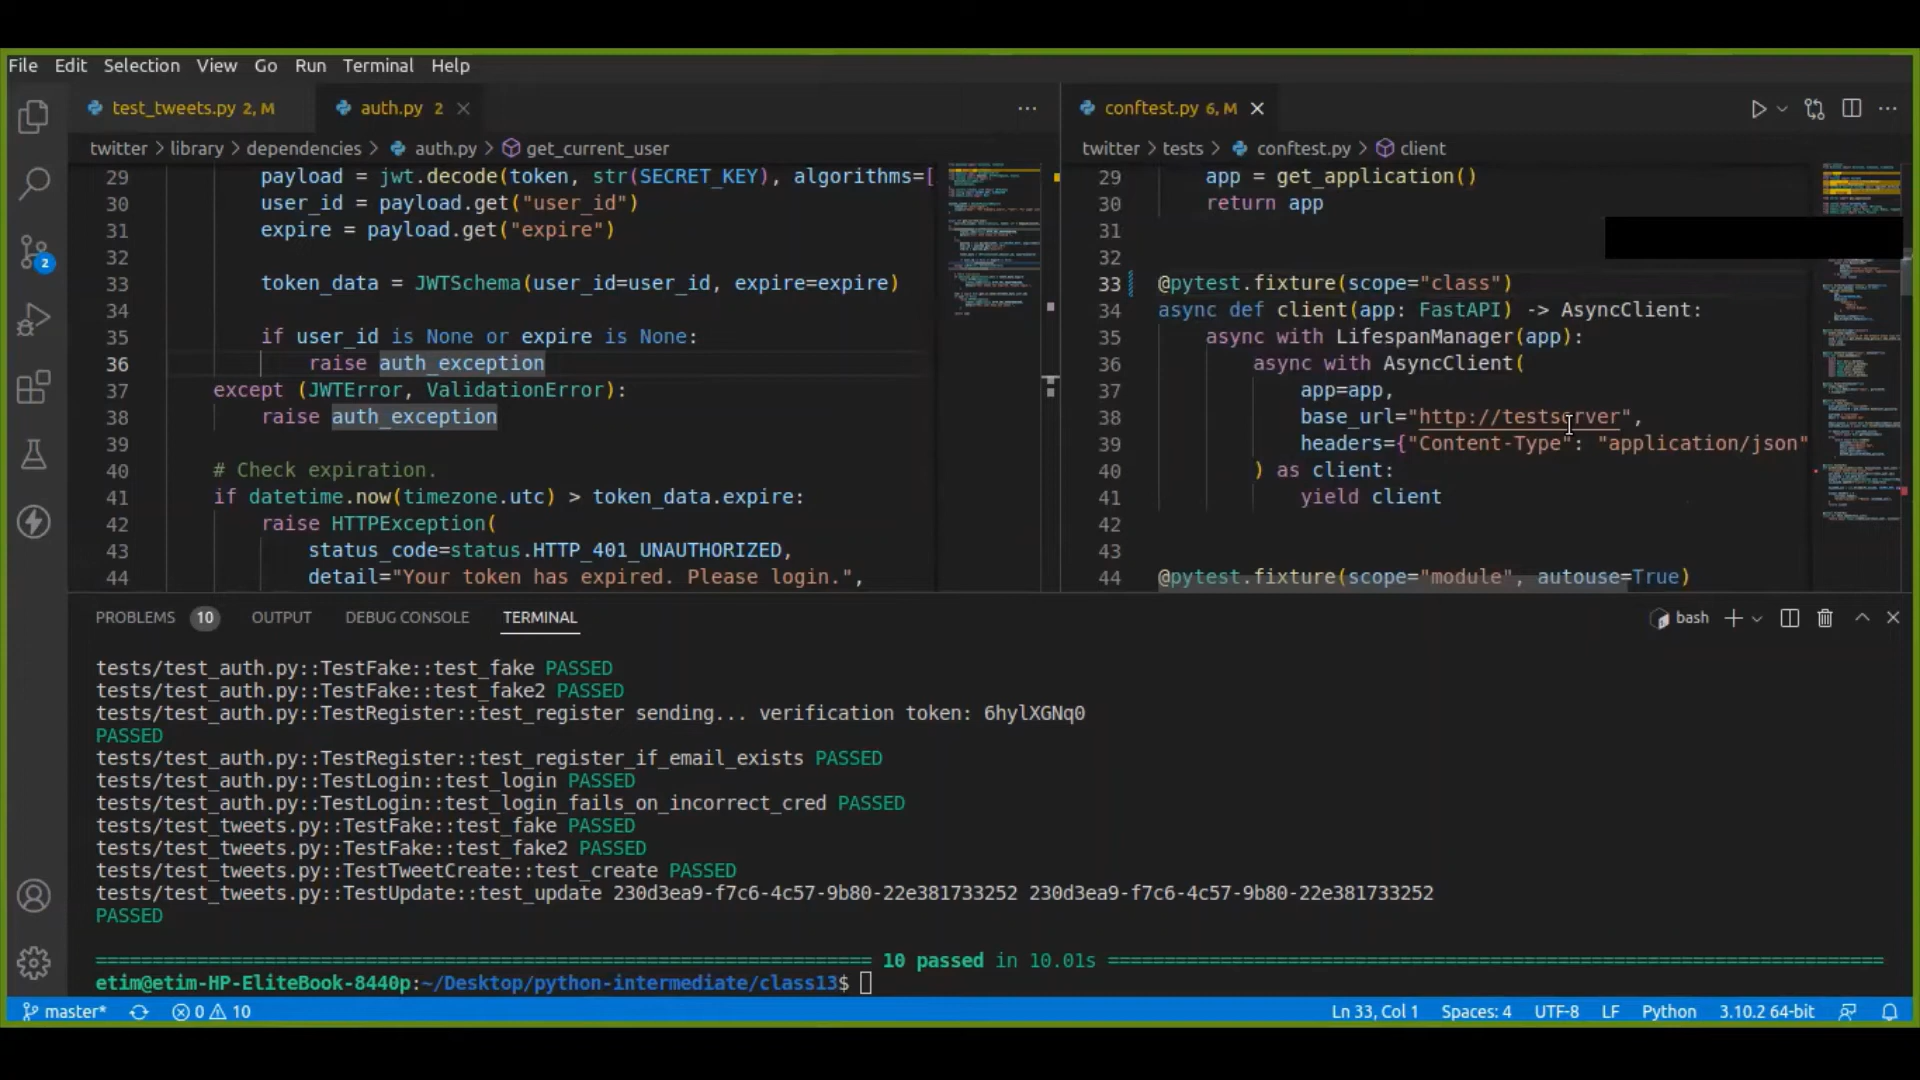 File Edit Selection View Go Run Terminal Help
test_tweets.py 2, M auth.py 2
twitter > library > dependencies > auth.py > get_current_user
29 payload = jwt.decode(token, str(SECRET_KEY), algorithms=[
30 user_id = payload.get("user_id")
31 expire = payload.get("expire")
32
33 token_data = JWTSchema(user_id=user_id, expire=expire)
34
35 if user_id is None or expire is None:
36 raise auth_exception
37 except (JWTError, ValidationError):
38 raise auth_exception
39
40 # Check expiration.
41 if datetime.now(timezone.utc) > token_data.expire:
42 raise HTTPException(
43 status_code=status.HTTP_401_UNAUTHORIZED,
44 detail="Your token has expired. Please login.",
conftest.py 6, M
twitter > tests > conftest.py > client
29 app = get_application()
30 return app
31
32
33 @pytest.fixture(scope="class")
34 async def client(app: FastAPI) -> AsyncClient:
35 async with LifespanManager(app):
36 async with AsyncClient(
37 app=app,
38 base_url="http://testserver",
39 headers={"Content-Type": "application/json"
40 ) as client:
41 yield client
42
43
44 @pytest.fixture(scope="module", autouse=True)
PROBLEMS 10 OUTPUT DEBUG CONSOLE TERMINAL bash
tests/test_auth.py::TestFake::test_fake PASSED
tests/test_auth.py::TestFake::test_fake2 PASSED
tests/test_auth.py::TestRegister::test_register sending... verification token: 6hylXGNq0
PASSED
tests/test_auth.py::TestRegister::test_register_if_email_exists PASSED
tests/test_auth.py::TestLogin::test_login PASSED
tests/test_auth.py::TestLogin::test_login_fails_on_incorrect_cred PASSED
tests/test_tweets.py::TestFake::test_fake PASSED
tests/test_tweets.py::TestFake::test_fake2 PASSED
tests/test_tweets.py::TestTweetCreate::test_create PASSED
tests/test_tweets.py::TestUpdate::test_update 230d3ea9-f7c6-4c57-9b80-22e381733252 230d3ea9-f7c6-4c57-9b80-22e381733252
PASSED
10 passed in 10.01s
etim@etim-HP-EliteBook-8440p:~/Desktop/python-intermediate/class13$
2
master* 0 10 Ln 33, Col 1 Spaces: 4 UTF-8 LF Python 3.10.2 64-bit